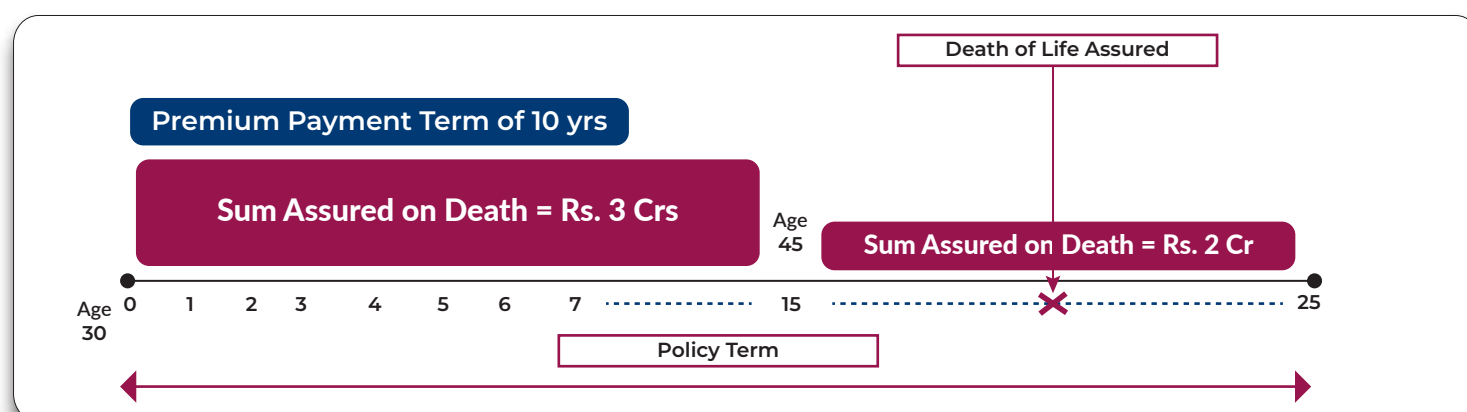 Death of Life Assured
Premium Payment Term of 10 yrs
Sum Assured on Death = Rs. 3 Crs
Age
45
Sum Assured on Death = Rs. 2 Cr
Age
30
0 1 2 3 4 5 6 7 15 25
Policy Term